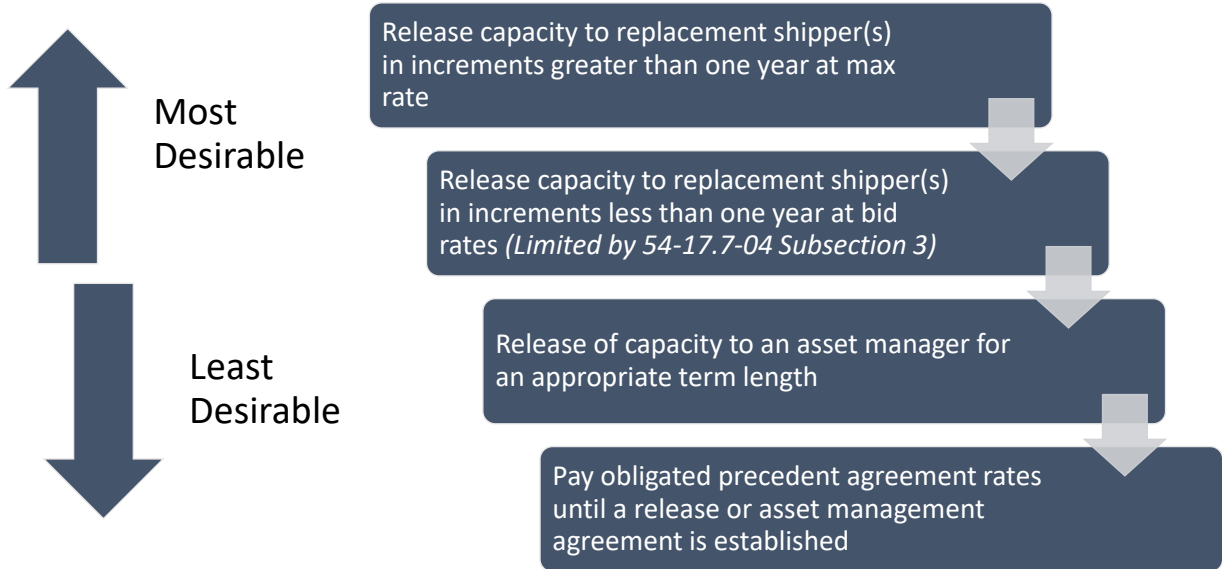 Most
Desirable
Least
Desirable
Release capacity to replacement shipper(s)
in increments greater than one year at max
rate
Release capacity to replacement shipper(s)
in increments less than one year at bid
rates (Limited by 54-17.7-04 Subsection 3)
Release of capacity to an asset manager for
an appropriate term length
Pay obligated precedent agreement rates
until a release or asset management
agreement is established